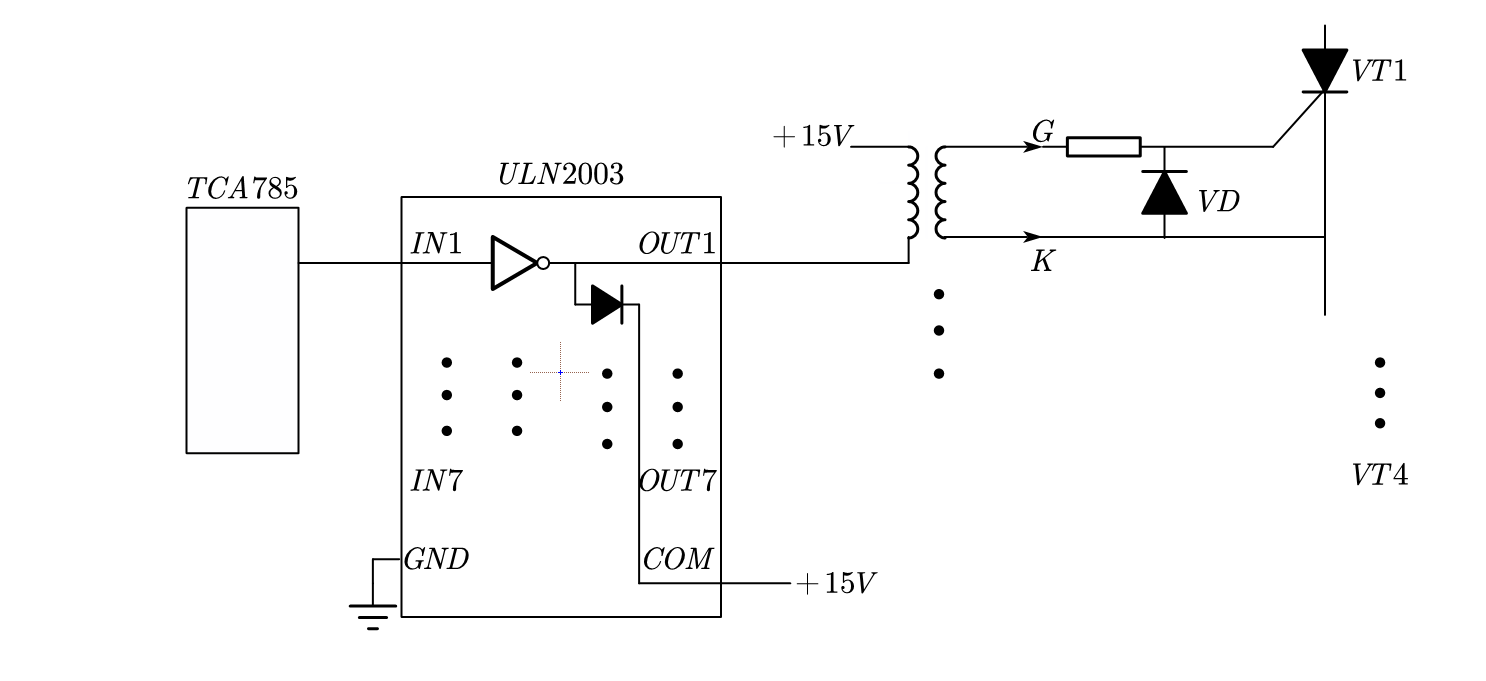 VT1
G
+15V
ULN2003
TCA785
VD
IN1
OUT1
K
IN7
OUT7
VT4
GND
COM
+15V